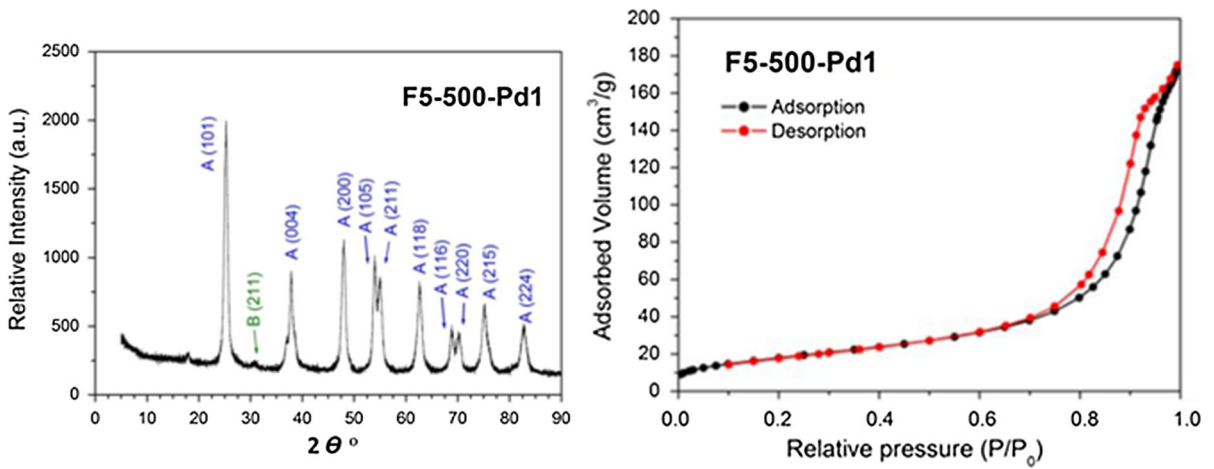 F5-500-Pd1
Relative Intensity (a.u.)
2500
2000
1500
1000
500
0
A (101)
B (211)
A (004)
A (200)
A (105)
A (211)
A (118)
A (116)
A (220)
A (215)
A (224)
0 10 20 30 40 50 60 70 80 90
2 θ °
F5-500-Pd1
Adsorption
Desorption
Adsorbed Volume (cm³/g)
200
180
160
140
120
100
80
60
40
20
0
0.0 0.2 0.4 0.6 0.8 1.0
Relative pressure (P/P₀)